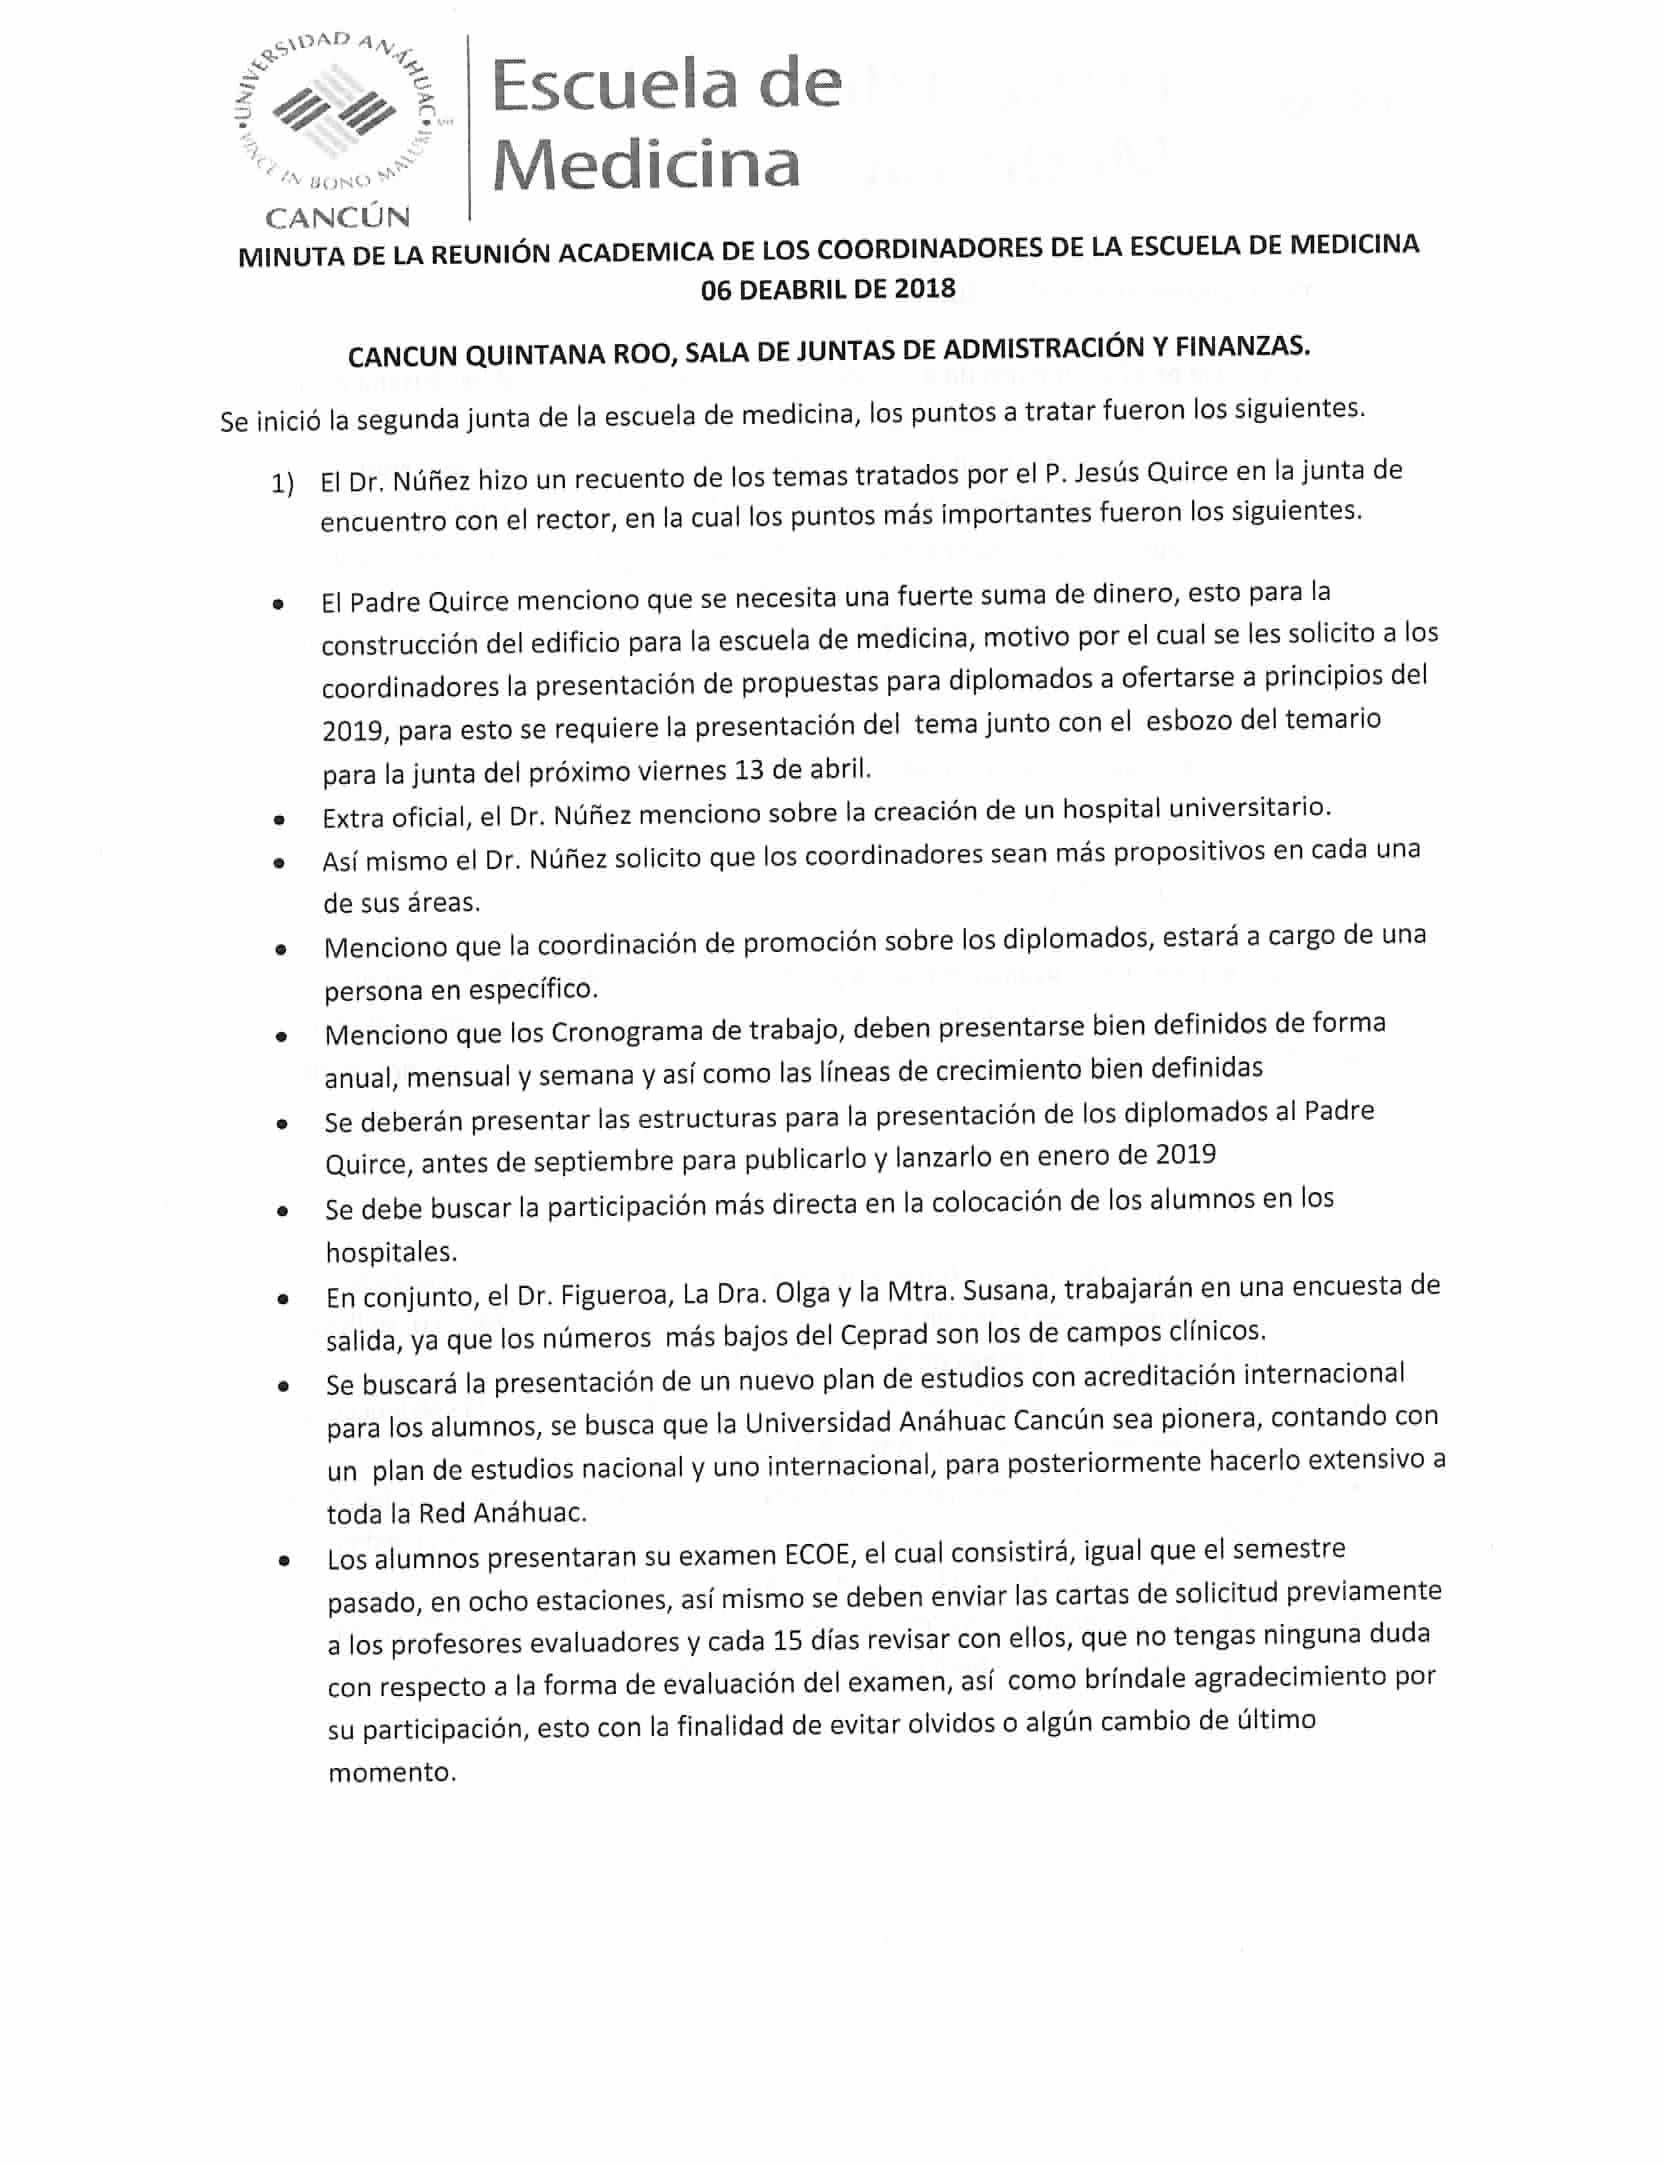 UNIVERSIDAD ANÁHUAC
VINCE IN BONO MALUM
CANCÚN
Escuela de
Medicina
MINUTA DE LA REUNIÓN ACADEMICA DE LOS COORDINADORES DE LA ESCUELA DE MEDICINA
06 DEABRIL DE 2018
CANCUN QUINTANA ROO, SALA DE JUNTAS DE ADMISTRACIÓN Y FINANZAS.
Se inició la segunda junta de la escuela de medicina, los puntos a tratar fueron los siguientes.
1) El Dr. Núñez hizo un recuento de los temas tratados por el P. Jesús Quirce en la junta de
encuentro con el rector, en la cual los puntos más importantes fueron los siguientes.
• El Padre Quirce menciono que se necesita una fuerte suma de dinero, esto para la
construcción del edificio para la escuela de medicina, motivo por el cual se les solicito a los
coordinadores la presentación de propuestas para diplomados a ofertarse a principios del
2019, para esto se requiere la presentación del tema junto con el esbozo del temario
para la junta del próximo viernes 13 de abril.
• Extra oficial, el Dr. Núñez menciono sobre la creación de un hospital universitario.
• Así mismo el Dr. Núñez solicito que los coordinadores sean más propositivos en cada una
de sus áreas.
• Menciono que la coordinación de promoción sobre los diplomados, estará a cargo de una
persona en específico.
• Menciono que los Cronograma de trabajo, deben presentarse bien definidos de forma
anual, mensual y semana y así como las líneas de crecimiento bien definidas
• Se deberán presentar las estructuras para la presentación de los diplomados al Padre
Quirce, antes de septiembre para publicarlo y lanzarlo en enero de 2019
• Se debe buscar la participación más directa en la colocación de los alumnos en los
hospitales.
• En conjunto, el Dr. Figueroa, La Dra. Olga y la Mtra. Susana, trabajarán en una encuesta de
salida, ya que los números más bajos del Ceprad son los de campos clínicos.
• Se buscará la presentación de un nuevo plan de estudios con acreditación internacional
para los alumnos, se busca que la Universidad Anáhuac Cancún sea pionera, contando con
un plan de estudios nacional y uno internacional, para posteriormente hacerlo extensivo a
toda la Red Anáhuac.
• Los alumnos presentaran su examen ECOE, el cual consistirá, igual que el semestre
pasado, en ocho estaciones, así mismo se deben enviar las cartas de solicitud previamente
a los profesores evaluadores y cada 15 días revisar con ellos, que no tengas ninguna duda
con respecto a la forma de evaluación del examen, así como bríndale agradecimiento por
su participación, esto con la finalidad de evitar olvidos o algún cambio de último
momento.